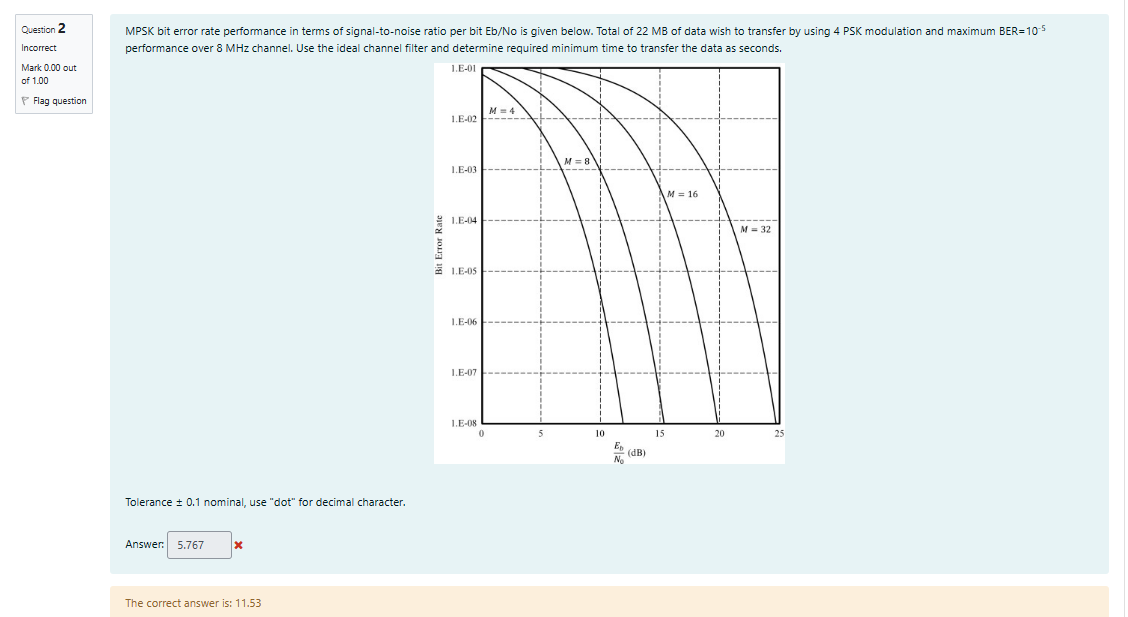 Question 2
Incorrect
Mark 0.00 out
of 1.00
Flag question
MPSK bit error rate performance in terms of signal-to-noise ratio per bit Eb/No is given below. Total of 22 MB of data wish to transfer by using 4 PSK modulation and maximum BER=10⁻⁵
performance over 8 MHz channel. Use the ideal channel filter and determine required minimum time to transfer the data as seconds.
1.E-01
M = 4
1.E-02
M = 8
1.E-03
M = 16
1.E-04
M = 32
Bit Error Rate
1.E-05
1.E-06
1.E-07
1.E-08
0 5 10 15 20 25
E_b
N_0
(dB)
Tolerance ± 0.1 nominal, use "dot" for decimal character.
Answer: 5.767
The correct answer is: 11.53